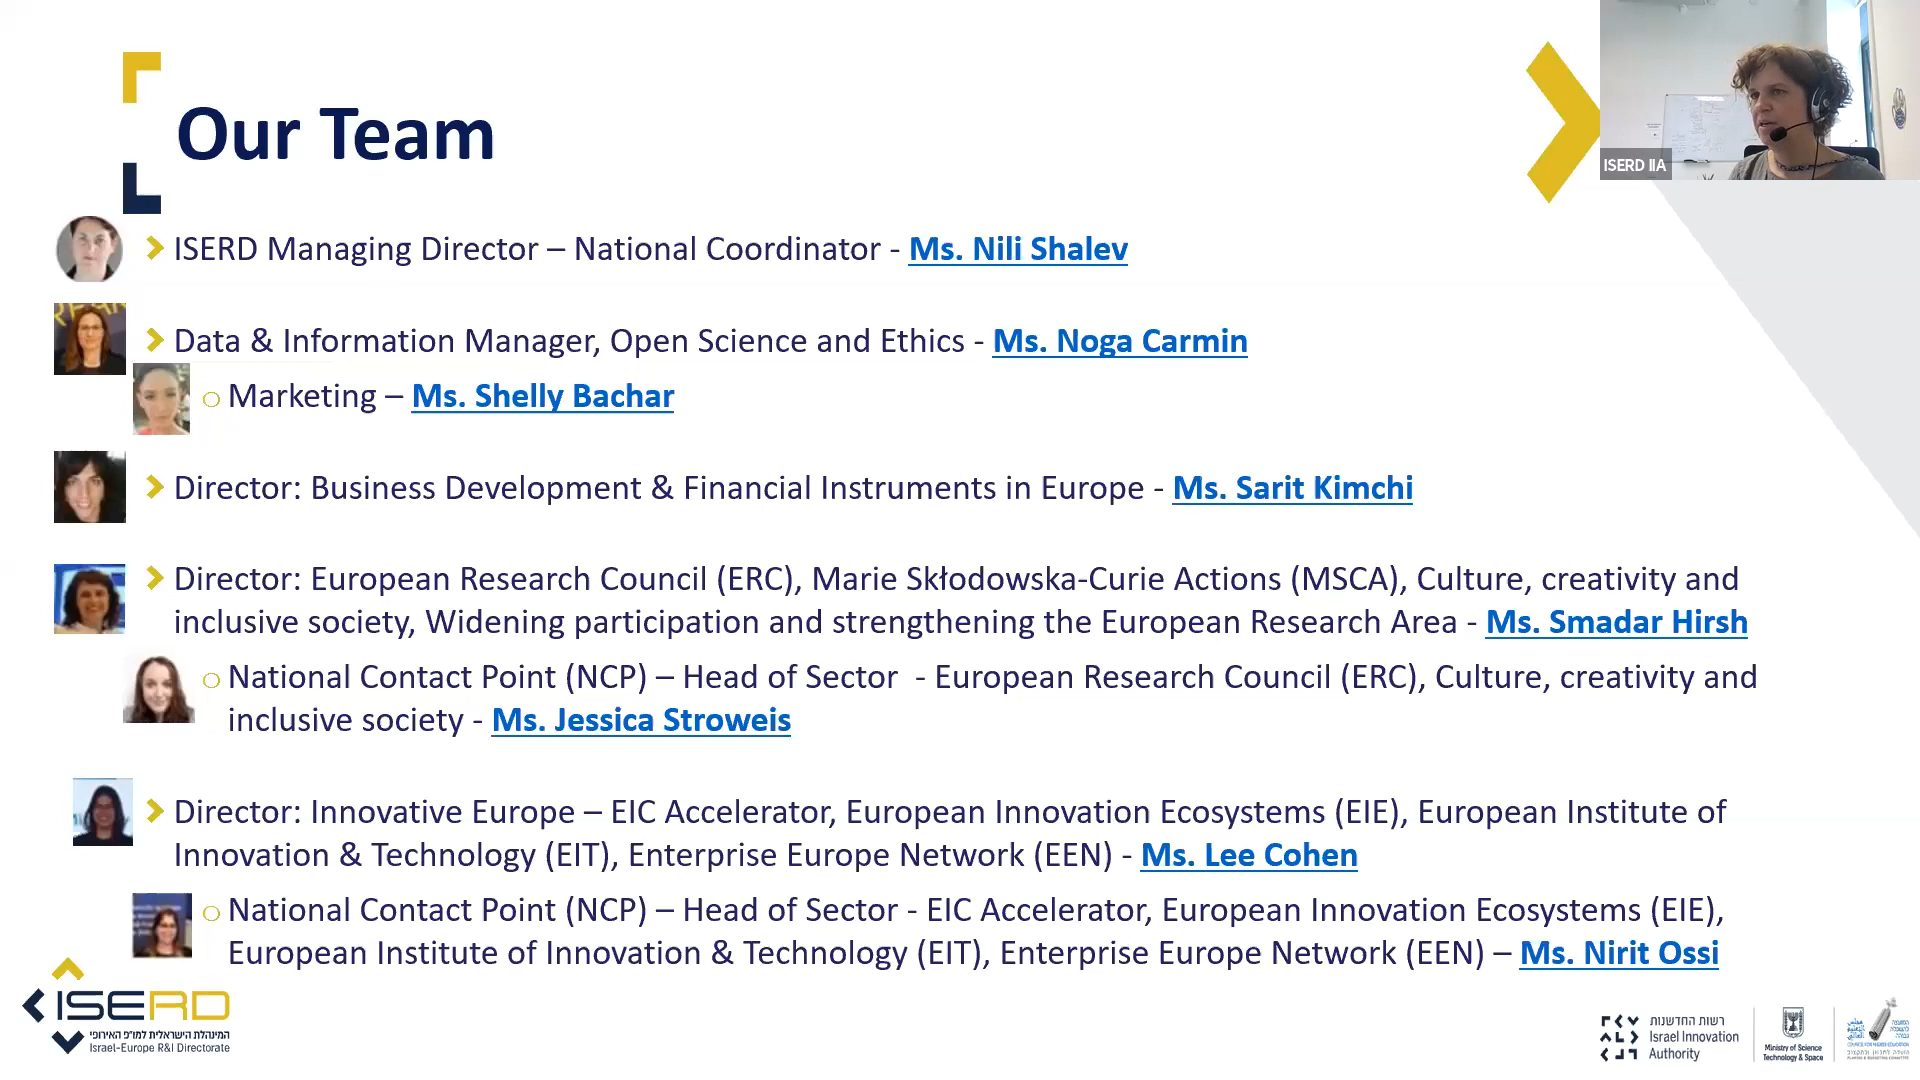 Our Team
ISERD IIA
ISERD Managing Director – National Coordinator - Ms. Nili Shalev
Data & Information Manager, Open Science and Ethics - Ms. Noga Carmin
Marketing – Ms. Shelly Bachar
Director: Business Development & Financial Instruments in Europe - Ms. Sarit Kimchi
Director: European Research Council (ERC), Marie Skłodowska-Curie Actions (MSCA), Culture, creativity and
inclusive society, Widening participation and strengthening the European Research Area - Ms. Smadar Hirsh
National Contact Point (NCP) – Head of Sector - European Research Council (ERC), Culture, creativity and
inclusive society - Ms. Jessica Stroweis
Director: Innovative Europe – EIC Accelerator, European Innovation Ecosystems (EIE), European Institute of
Innovation & Technology (EIT), Enterprise Europe Network (EEN) - Ms. Lee Cohen
National Contact Point (NCP) – Head of Sector - EIC Accelerator, European Innovation Ecosystems (EIE),
European Institute of Innovation & Technology (EIT), Enterprise Europe Network (EEN) – Ms. Nirit Ossi
ISERD
המינהלת הישראלית למו"פ האירופי
Israel-Europe R&I Directorate
רשות החדשנות
Israel Innovation
Authority
Ministry of Science
Technology & Space